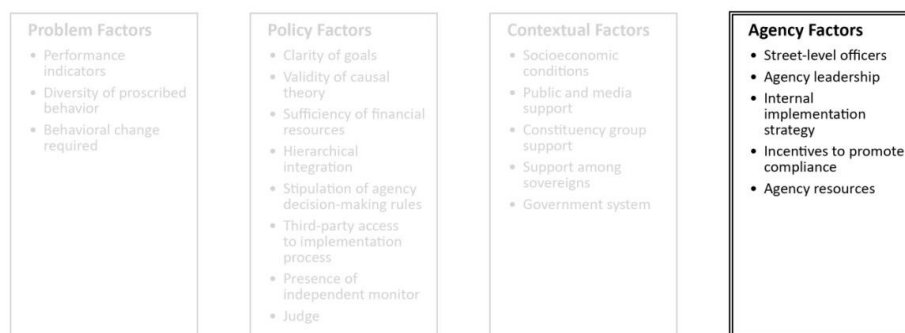 Problem Factors
• Performance
indicators
• Diversity of proscribed
behavior
• Behavioral change
required
Policy Factors
• Clarity of goals
• Validity of causal
theory
• Sufficiency of financial
resources
• Hierarchical
integration
• Stipulation of agency
decision-making rules
• Third-party access
to implementation
process
• Presence of
independent monitor
• Judge
Contextual Factors
• Socioeconomic
conditions
• Public and media
support
• Constituency group
support
• Support among
sovereigns
• Government system
Agency Factors
• Street-level officers
• Agency leadership
• Internal
implementation
strategy
• Incentives to promote
compliance
• Agency resources